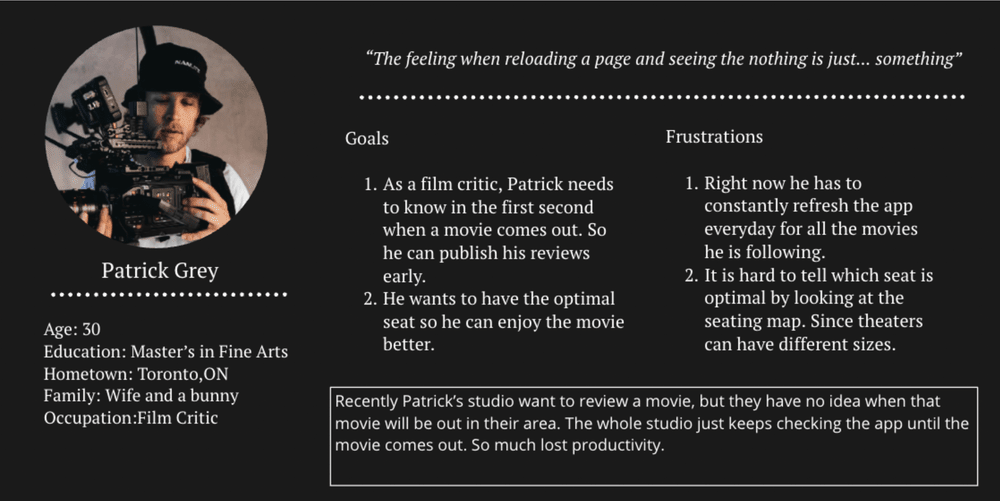 “The feeling when reloading a page and seeing the nothing is just... something”
Patrick Grey
Age: 30
Education: Master’s in Fine Arts
Hometown: Toronto,ON
Family: Wife and a bunny
Occupation:Film Critic
Goals
1. As a film critic, Patrick needs
to know in the first second
when a movie comes out. So
he can publish his reviews
early.
2. He wants to have the optimal
seat so he can enjoy the movie
better.
Frustrations
1. Right now he has to
constantly refresh the app
everyday for all the movies
he is following.
2. It is hard to tell which seat is
optimal by looking at the
seating map. Since theaters
can have different sizes.
Recently Patrick’s studio want to review a movie, but they have no idea when that
movie will be out in their area. The whole studio just keeps checking the app until the
movie comes out. So much lost productivity.